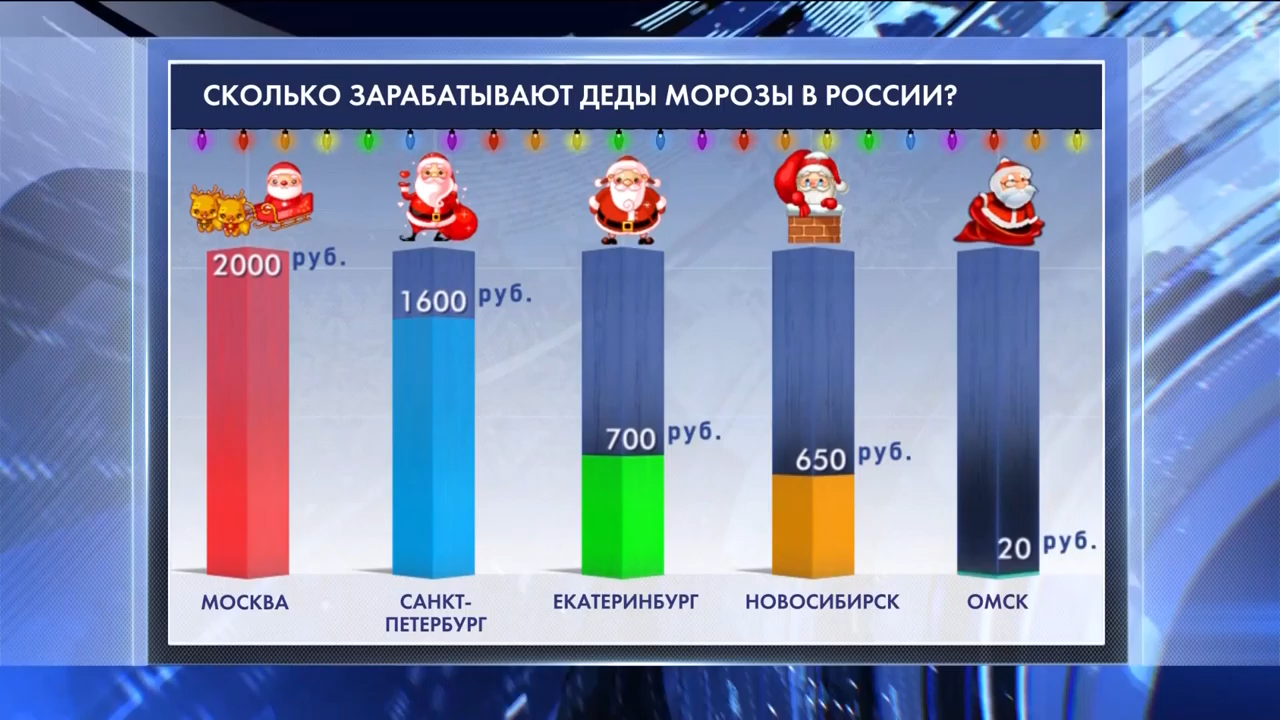 СКОЛЬКО ЗАРАБАТЫВАЮТ ДЕДЫ МОРОЗЫ В РОССИИ?
2000 руб.
1600 руб.
700 руб.
650 руб.
20 руб.
МОСКВА
САНКТ-
ПЕТЕРБУРГ
ЕКАТЕРИНБУРГ
НОВОСИБИРСК
ОМСК